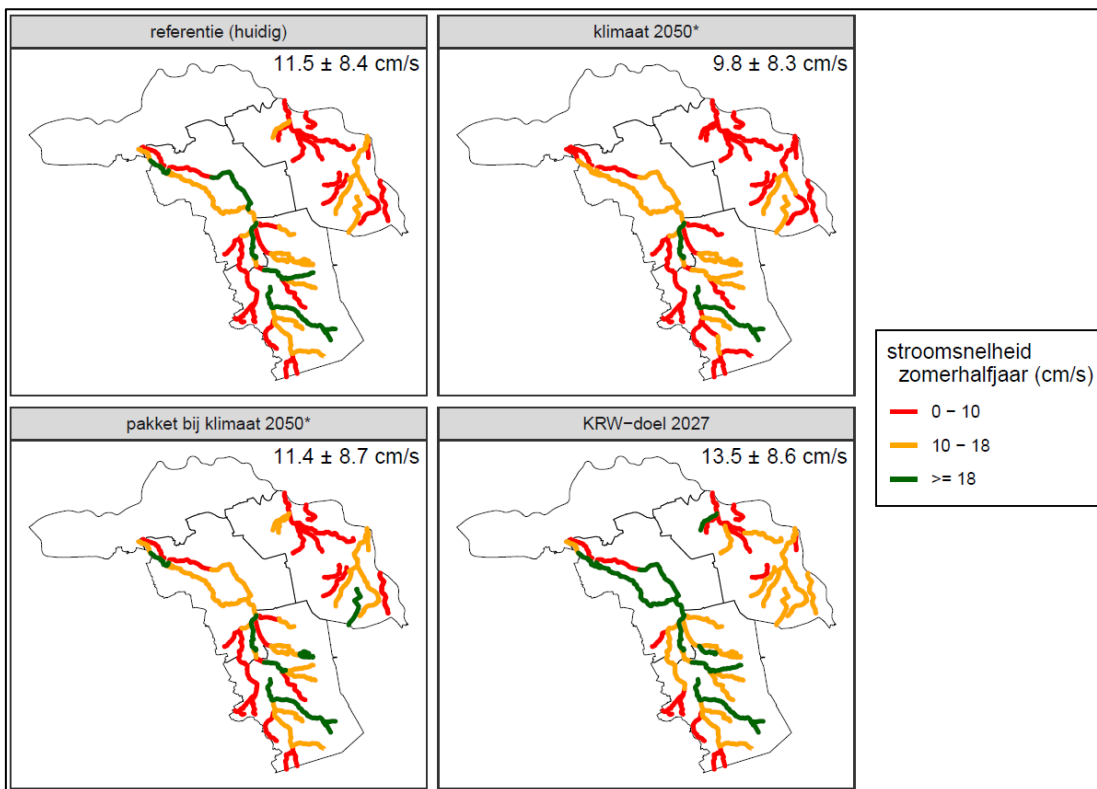 referentie (huidig)
11.5 ± 8.4 cm/s
klimaat 2050*
9.8 ± 8.3 cm/s
pakket bij klimaat 2050*
11.4 ± 8.7 cm/s
KRW−doel 2027
13.5 ± 8.6 cm/s
stroomsnelheid
zomerhalfjaar (cm/s)
0 − 10
10 − 18
>= 18